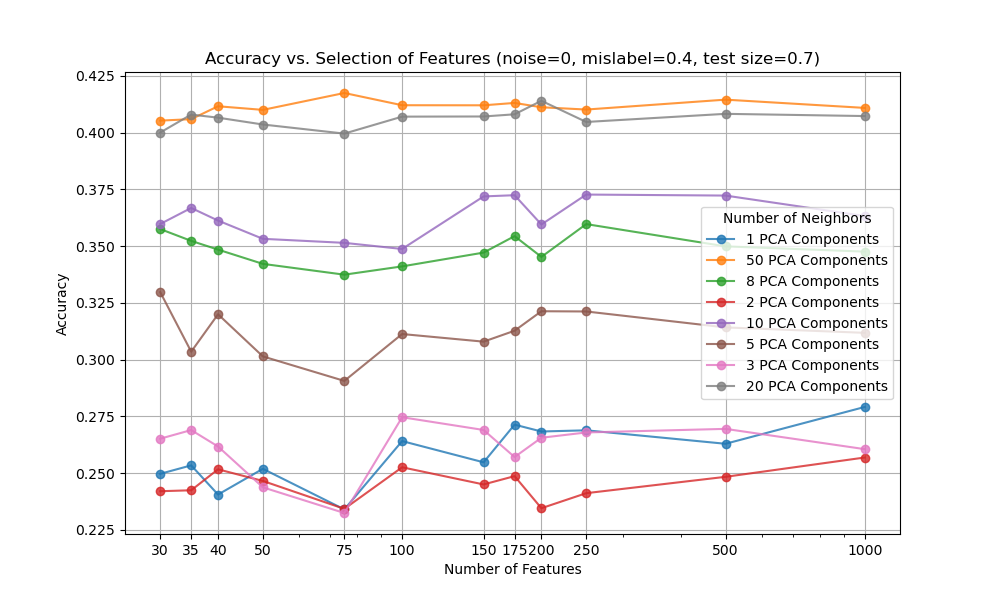 Accuracy vs. Selection of Features (noise=0, mislabel=0.4, test size=0.7)
Accuracy
0.425
0.400
0.375
0.350
0.325
0.300
0.275
0.250
0.225
Number of Neighbors
1 PCA Components
50 PCA Components
8 PCA Components
2 PCA Components
10 PCA Components
5 PCA Components
3 PCA Components
20 PCA Components
30 35 40 50 75 100 150 175 200 250 500 1000
Number of Features